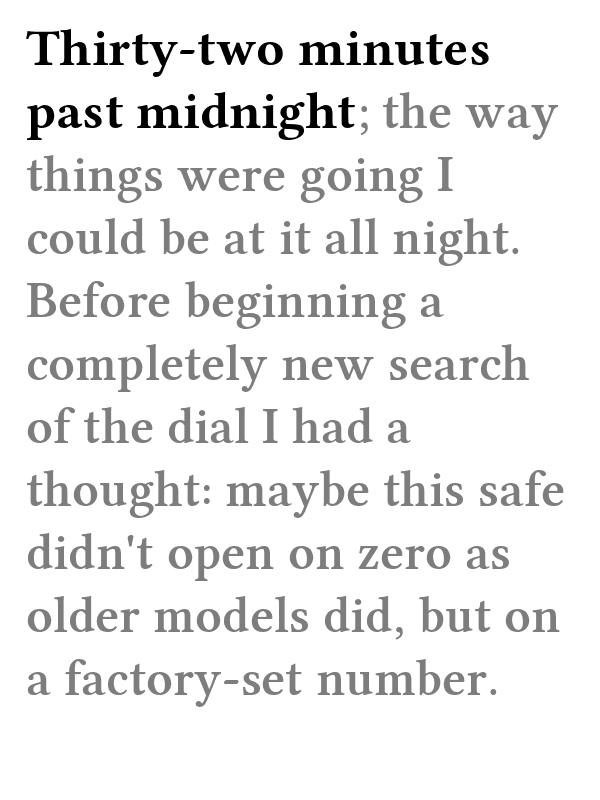 Thirty-two minutes
past midnight; the way
things were going I
could be at it all night.
Before beginning a
completely new search
of the dial I had a
thought: maybe this safe
didn't open on zero as
older models did, but on
a factory-set number.